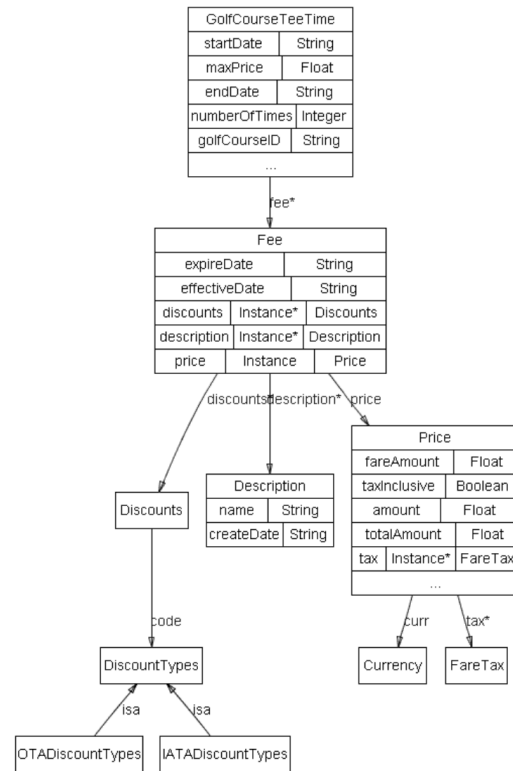 GolfCourseTeeTime
startDate String
maxPrice Float
endDate String
numberOfTimes Integer
golfCourseID String
...
fee*
Fee
expireDate String
effectiveDate String
discounts Instance* Discounts
description Instance* Description
price Instance Price
discounts* description* price
Price
fareAmount Float
taxInclusive Boolean
amount Float
totalAmount Float
tax Instance* FareTax
...
Description
name String
createDate String
Discounts
code
curr tax*
DiscountTypes
Currency FareTax
isa isa
OTADiscountTypes IATADiscountTypes